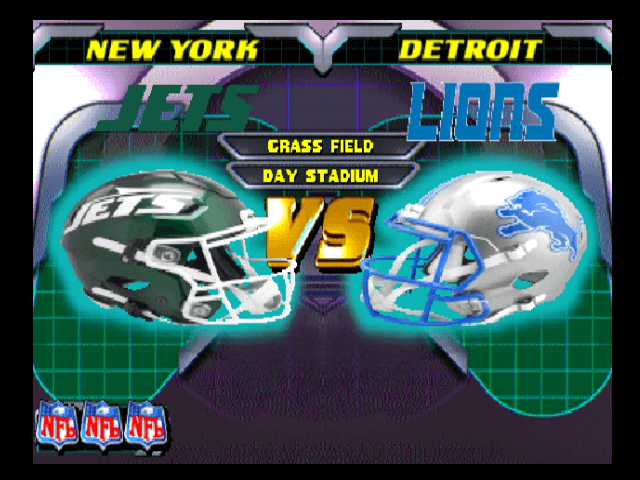 NEW YORK
DETROIT
JETS
LIONS
GRASS FIELD
DAY STADIUM
JETS
VS
NFL NFL NFL